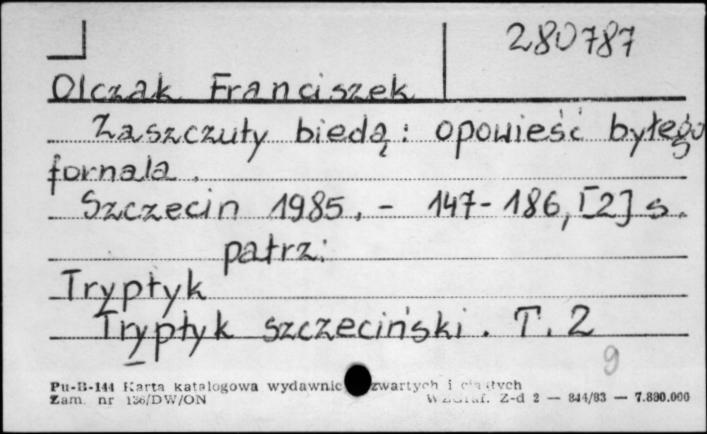 280787
Olczak Franciszek
Zaszczuty biedą: opowieść byłego
fornala.
Szczecin 1985. - 147-186, [2] s.
patrz:
Tryptyk
Tryptyk szczeciński. T. 2
9
Pu-B-144 Karta katalogowa wydawnic zwartych i
Zam. nr 136/DW/ON Z-d 2 — 844/83 — 7.890.000